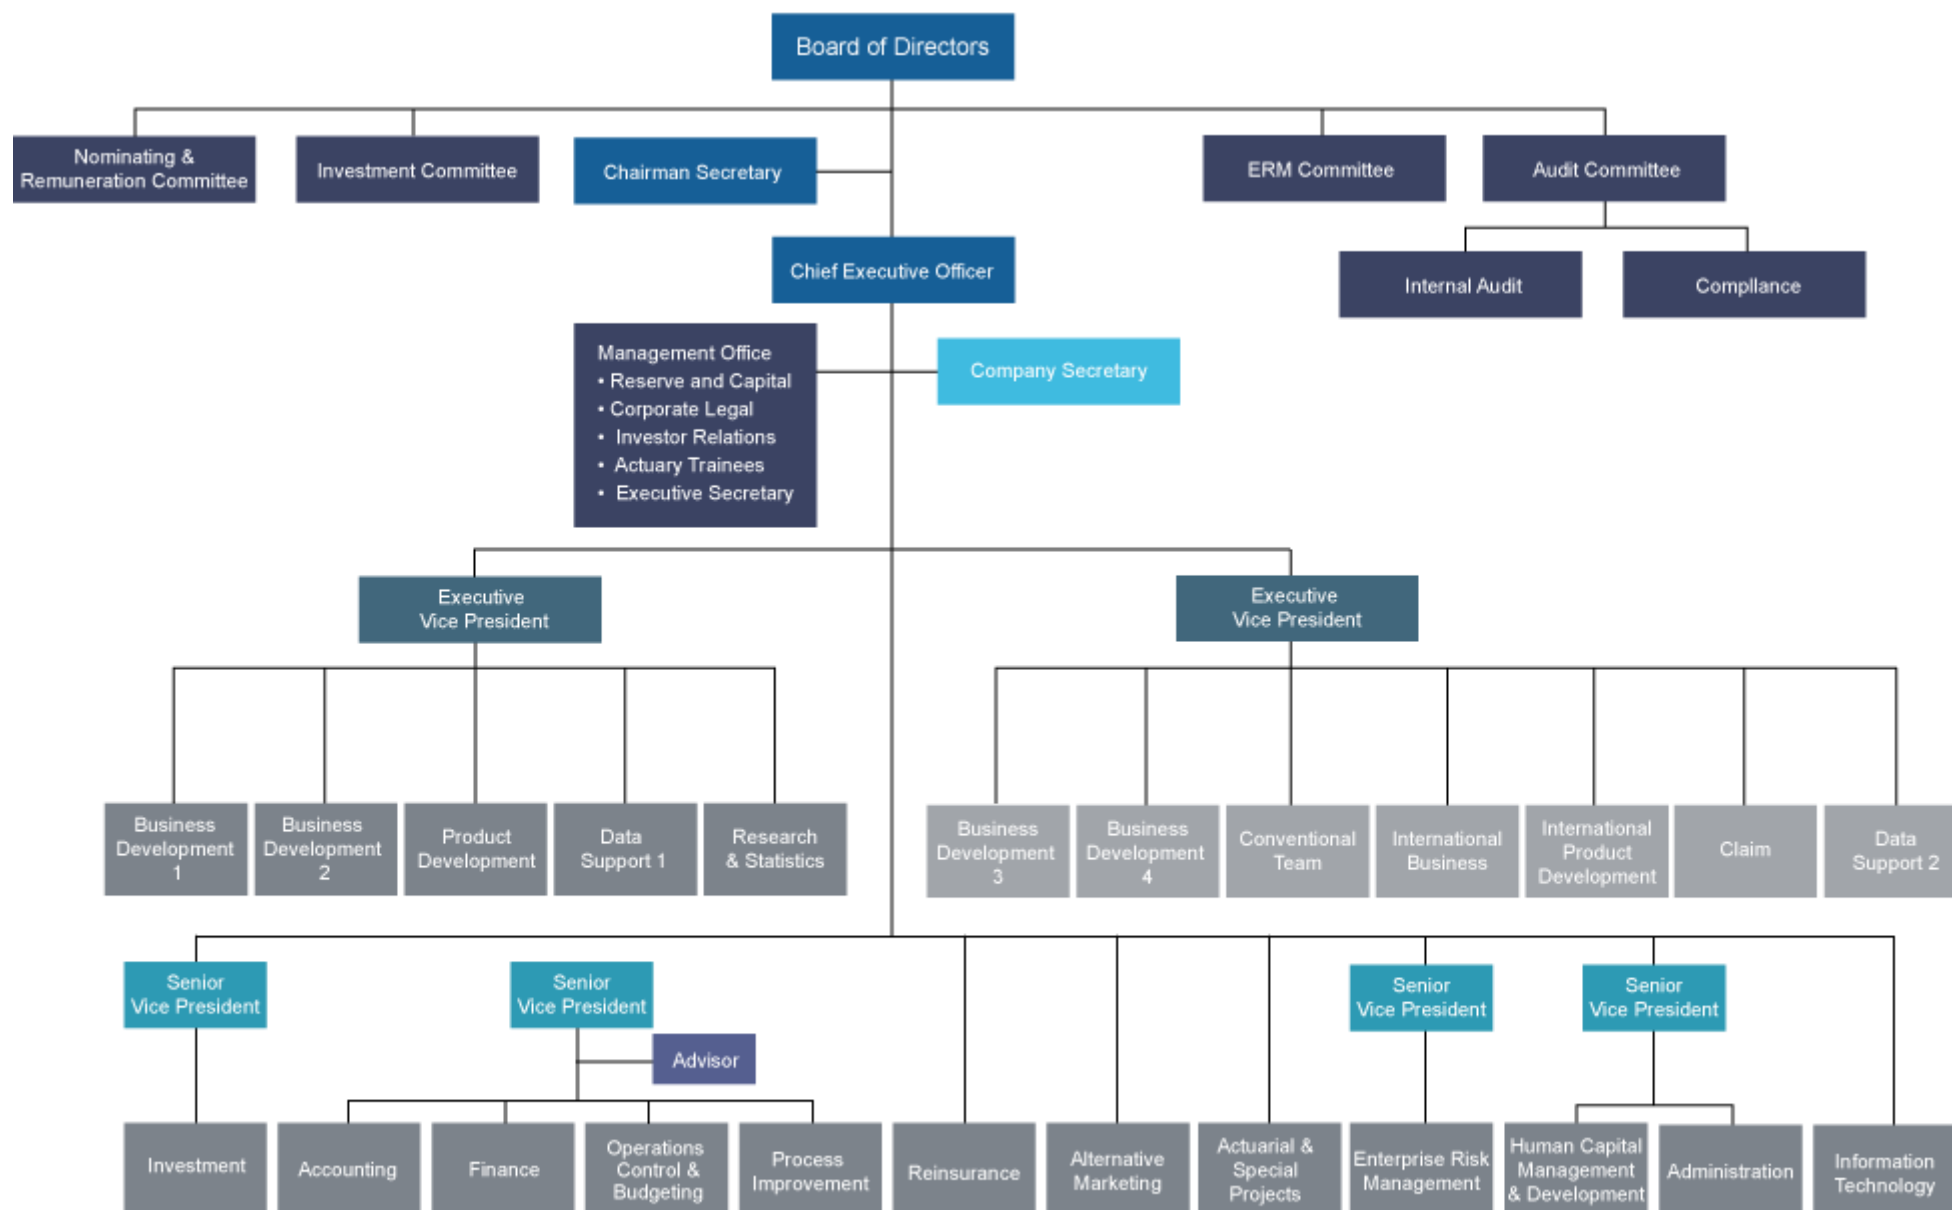 Board of Directors
Nominating &
Remuneration Committee
Investment Committee
Chairman Secretary
ERM Committee
Audit Committee
Chief Executive Officer
Internal Audit
Compllance
Management Office
• Reserve and Capital
• Corporate Legal
• Investor Relations
• Actuary Trainees
• Executive Secretary
Company Secretary
Executive
Vice President
Executive
Vice President
Business
Development
1
Business
Development
2
Product
Development
Data
Support 1
Research
& Statistics
Business
Development
3
Business
Development
4
Conventional
Team
International
Business
International
Product
Development
Claim
Data
Support 2
Senior
Vice President
Senior
Vice President
Senior
Vice President
Senior
Vice President
Advisor
Investment
Accounting
Finance
Operations
Control &
Budgeting
Process
Improvement
Reinsurance
Alternative
Marketing
Actuarial &
Special
Projects
Enterprise Risk
Management
Human Capital
Management
& Development
Administration
Information
Technology